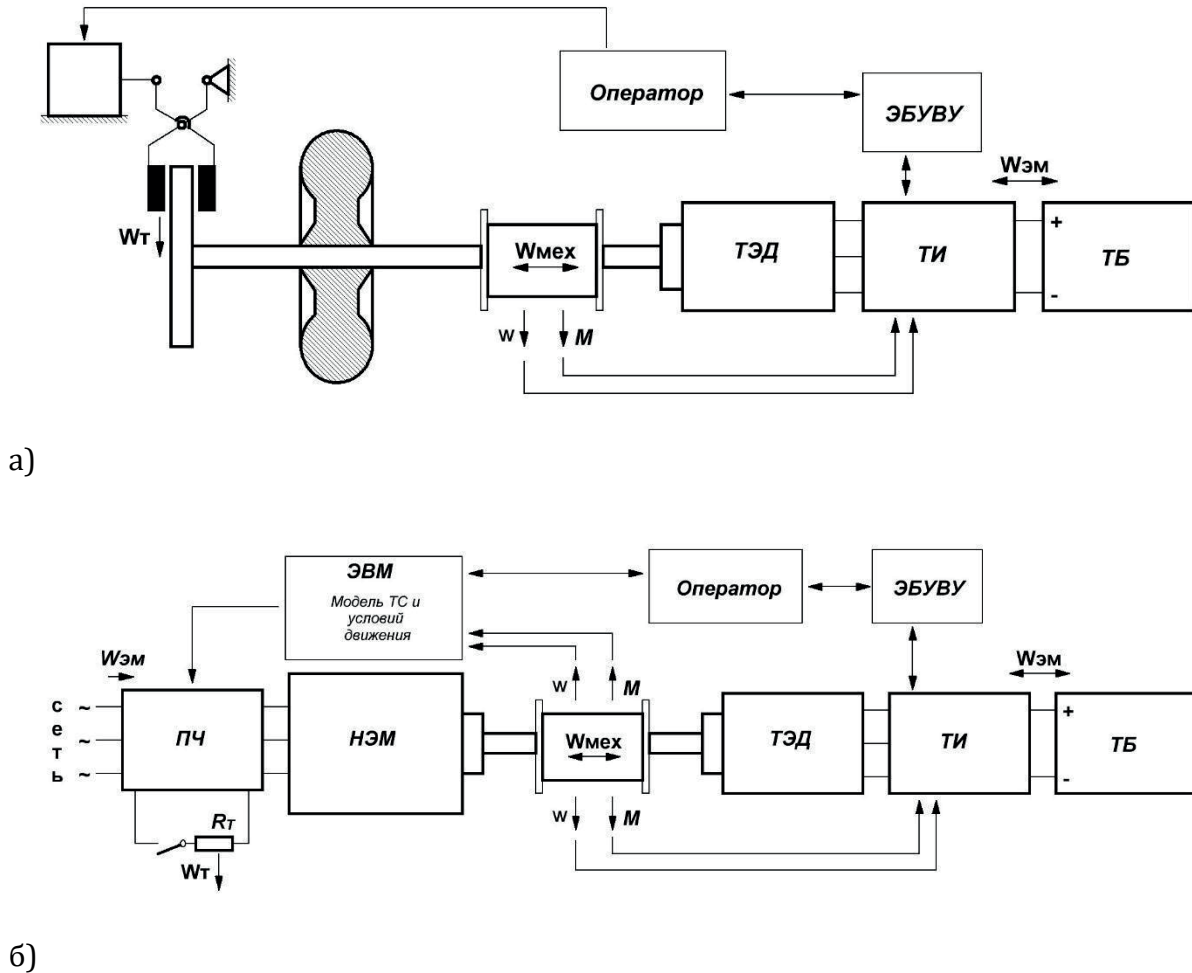 Оператор
ЭБУВУ
Wэм
Wт
Wмех
ТЭД
ТИ
+
-
ТБ
w
М
а)
ЭВМ
Модель ТС и
условий
движения
Оператор
ЭБУВУ
Wэм
w
М
Wэм
сеть
~
~
~
ПЧ
НЭМ
Wмех
ТЭД
ТИ
+
-
ТБ
w
М
Rт
Wт
б)